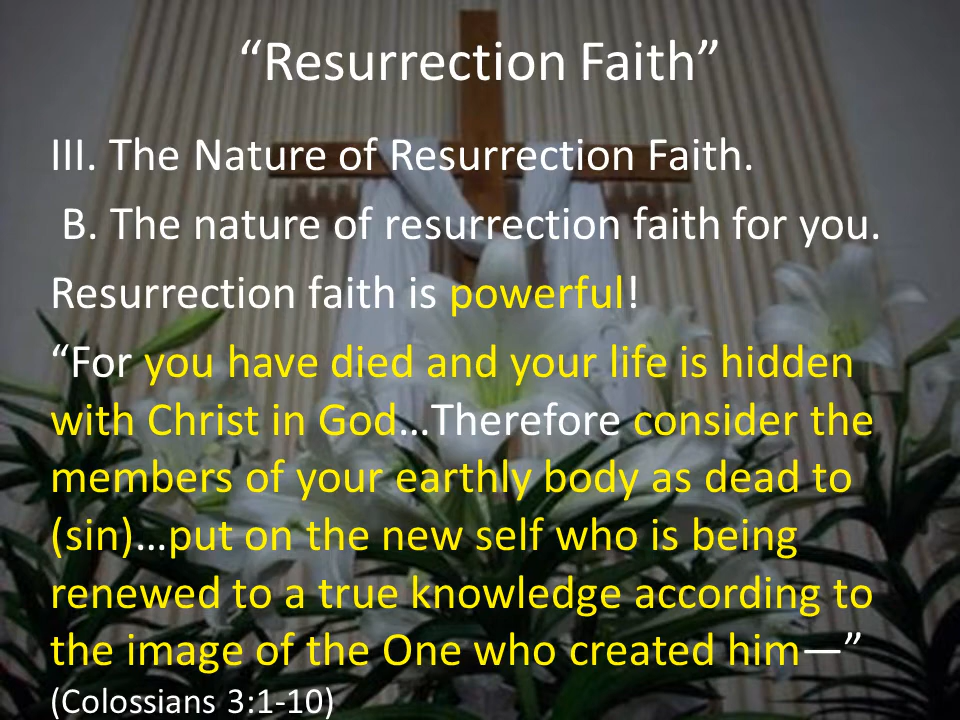 “Resurrection Faith”
III. The Nature of Resurrection Faith.
B. The nature of resurrection faith for you.
Resurrection faith is powerful!
“For you have died and your life is hidden
with Christ in God…Therefore consider the
members of your earthly body as dead to
(sin)…put on the new self who is being
renewed to a true knowledge according to
the image of the One who created him—”
(Colossians 3:1-10)